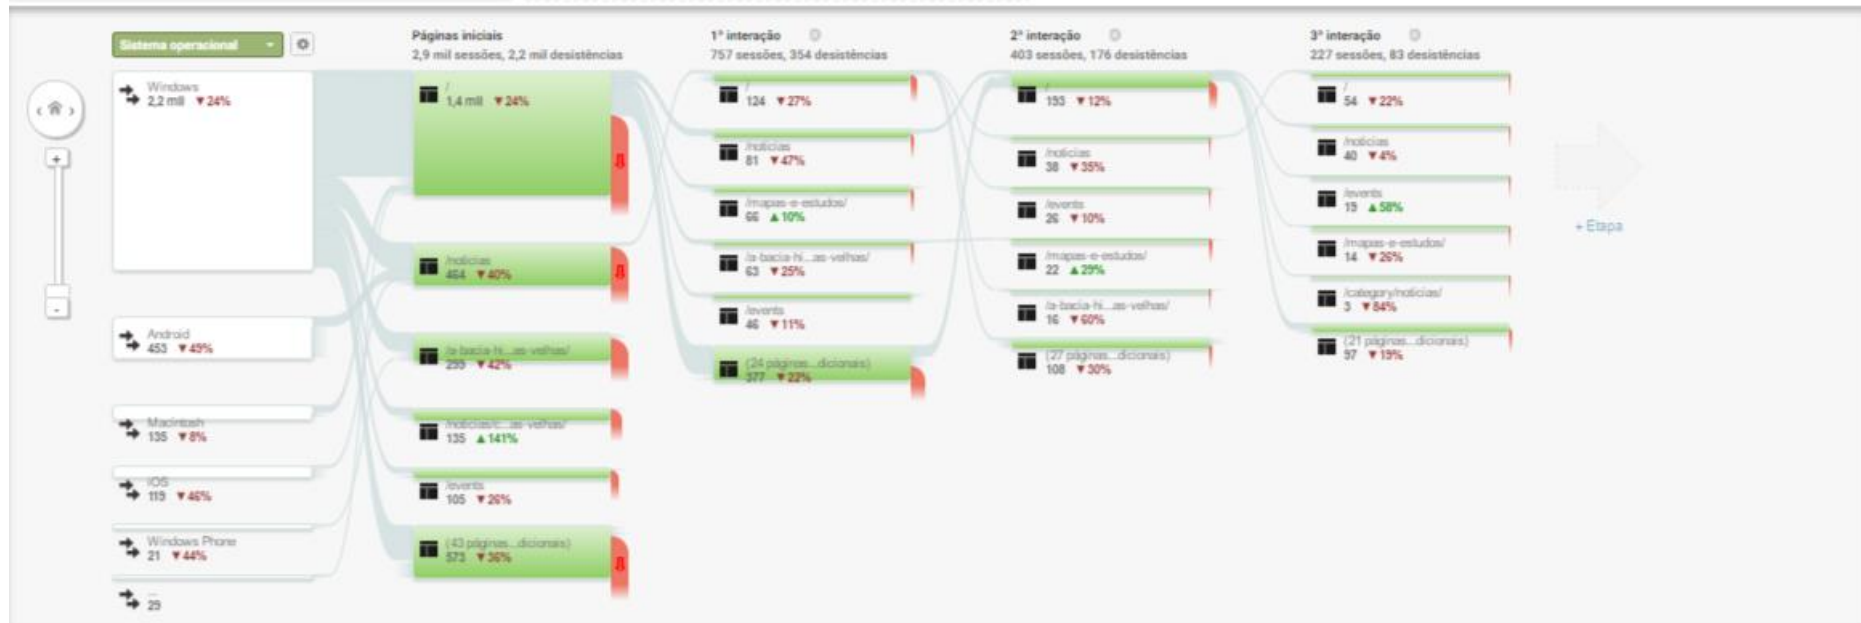 Sistema operacional
Windows
2,2 mil ▼24%
Android
453 ▼49%
Macintosh
135 ▼8%
iOS
119 ▼46%
Windows Phone
21 ▼44%
...
29
Páginas iniciais
2,9 mil sessões, 2,2 mil desistências
/
1,4 mil ▼24%
/noticias
464 ▼40%
/a-bacia-hi...as-velhas/
▼42%
/noticias/c...as-velhas/
135 ▲141%
/events
105 ▼26%
(43 páginas...dicionais)
573 ▼36%
1ª interação
757 sessões, 354 desistências
/
124 ▼27%
/noticias
81 ▼47%
/mapas-e-estudos/
66 ▲10%
/a-bacia-hi...as-velhas/
63 ▼25%
/events
46 ▼11%
(24 páginas...dicionais)
377 ▼22%
2ª interação
403 sessões, 176 desistências
/
193 ▼12%
/noticias
38 ▼35%
/events
26 ▼10%
/mapas-e-estudos/
22 ▲29%
/a-bacia-hi...as-velhas/
16 ▼60%
(27 páginas...dicionais)
108 ▼30%
3ª interação
227 sessões, 83 desistências
/
54 ▼22%
/noticias
40 ▼4%
/events
19 ▲58%
/mapas-e-estudos/
14 ▼26%
/category/noticias/
3 ▼84%
(21 páginas...dicionais)
97 ▼19%
+ Etapa